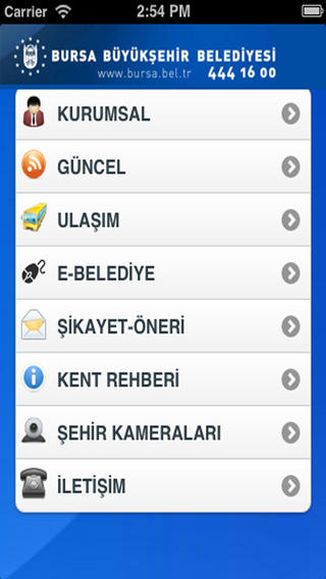 Carrier 2:54 PM
BURSA BÜYÜKŞEHİR BELEDİYESİ
www.bursa.bel.tr 444 16 00
KURUMSAL
GÜNCEL
ULAŞIM
E-BELEDİYE
ŞİKAYET-ÖNERİ
KENT REHBERİ
ŞEHİR KAMERALARI
İLETİŞİM